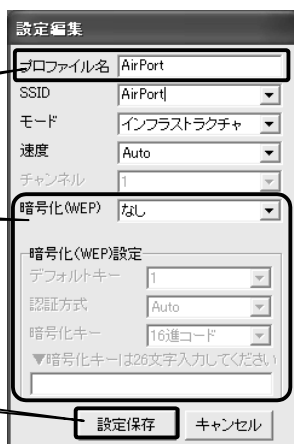 設定編集
プロファイル名 AirPort
SSID AirPort
モード インフラストラクチャ
速度 Auto
チャンネル 1
暗号化(WEP) なし
暗号化(WEP)設定
デフォルトキー 1
認証方式 Auto
暗号化キー 16進コード
▼暗号化キーは26文字入力してください
設定保存 キャンセル